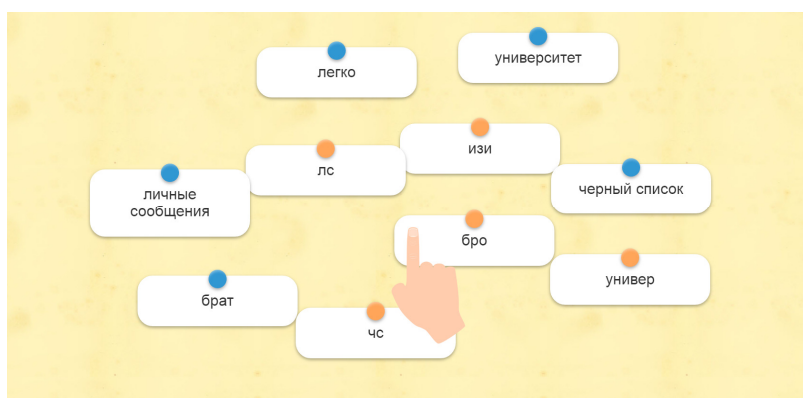 университет
легко
изи
лс
черный список
личные
сообщения
бро
универ
брат
чс